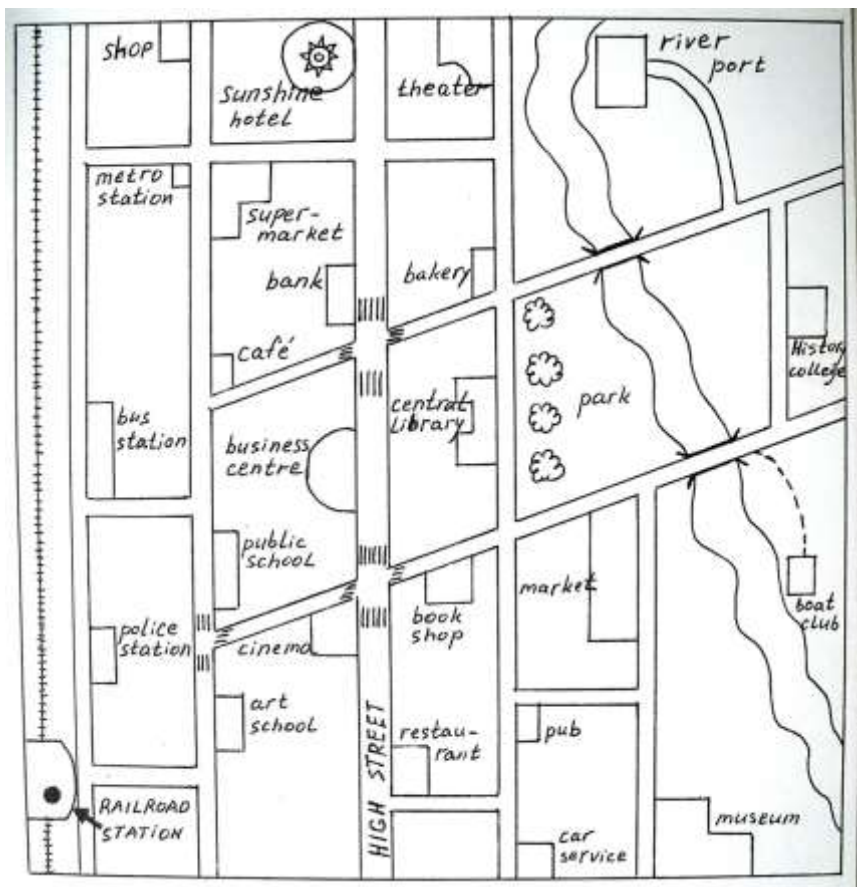 shop
sunshine
hotel
theater
river
port
metro
station
super-
market
bank
bakery
café
History
college
bus
station
business
centre
central
library
park
public
school
police
station
cinema
book
shop
market
boat
club
art
school
HIGH STREET
restau-
rant
pub
RAILROAD
STATION
car
service
museum